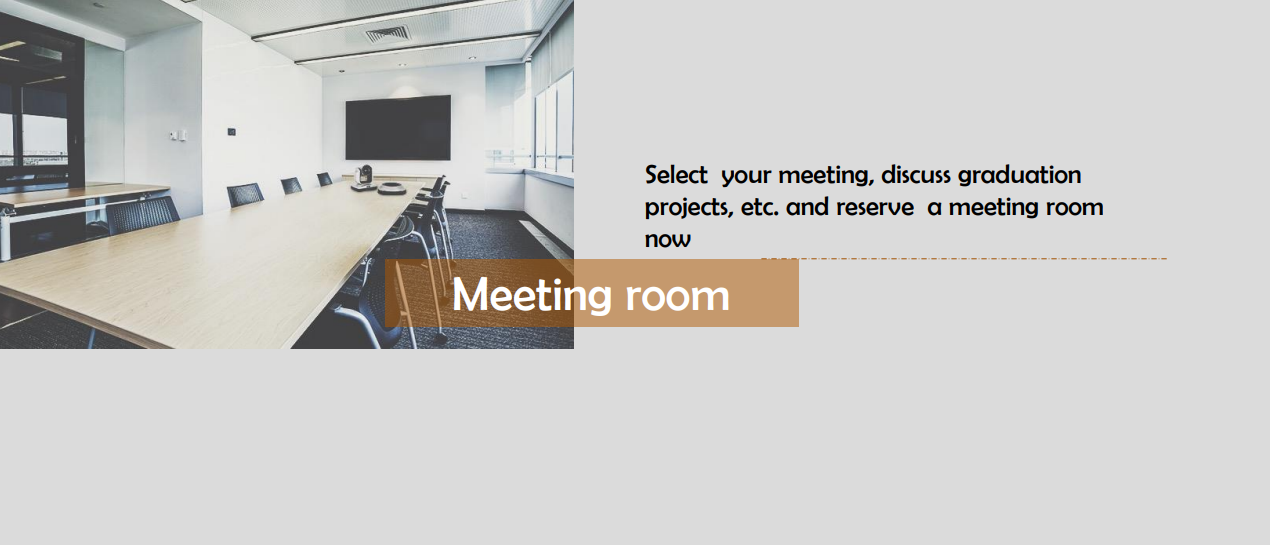 Select  your meeting, discuss graduation
projects, etc. and reserve  a meeting room
now
Meeting room